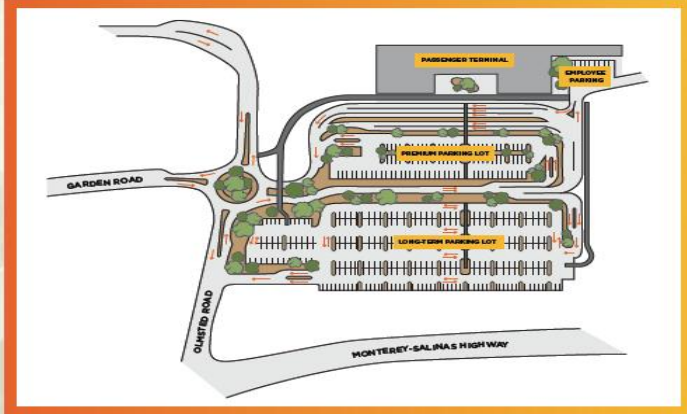 PASSENGER TERMINAL
EMPLOYEE
PARKING
PREMIUM PARKING LOT
GARDEN ROAD
LONG-TERM PARKING LOT
OLMSTED ROAD
MONTEREY-SALINAS HIGHWAY